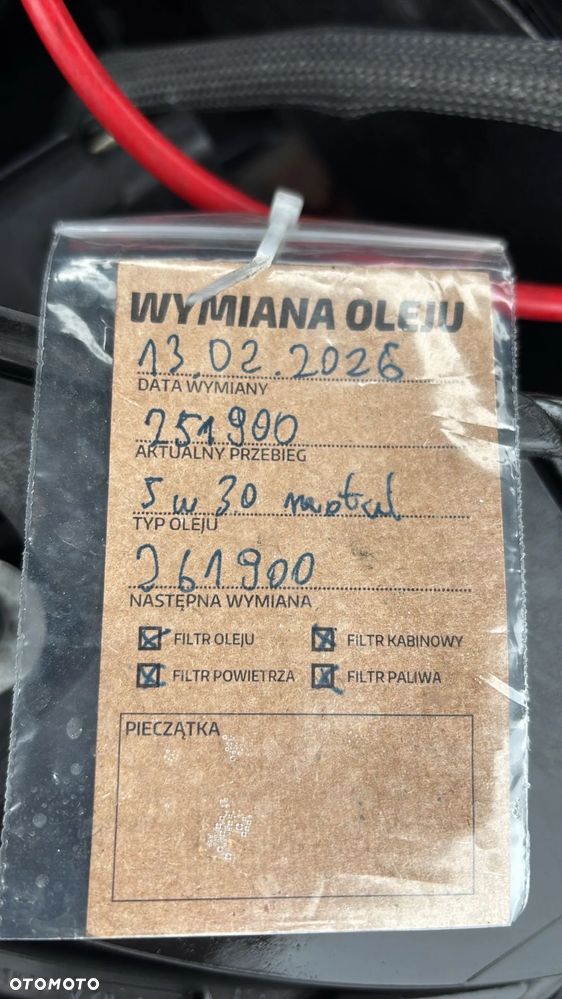 WYMIANA OLEJU
13.02.2026
DATA WYMIANY
251900
AKTUALNY PRZEBIEG
5w30 motul
TYP OLEJU
261900
NASTĘPNA WYMIANA
FILTR OLEJU FILTR KABINOWY
FILTR POWIETRZA FILTR PALIWA
PIECZĄTKA
OTOMOTO